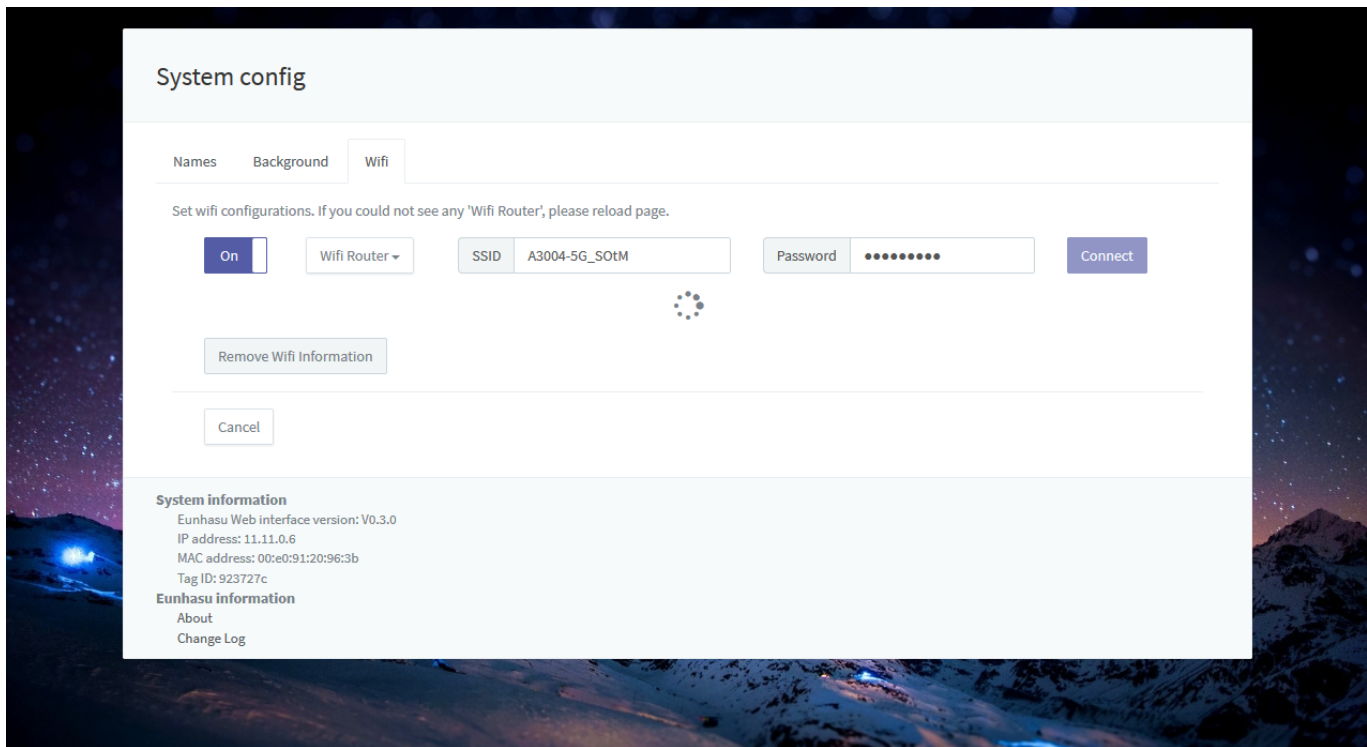 System config
Names Background Wifi
Set wifi configurations. If you could not see any 'Wifi Router', please reload page.
On Wifi Router SSID A3004-5G_SOtM Password ●●●●●●●●● Connect
Remove Wifi Information
Cancel
System information
Eunhasu Web interface version: V0.3.0
IP address: 11.11.0.6
MAC address: 00:e0:91:20:96:3b
Tag ID: 923727c
Eunhasu information
About
Change Log